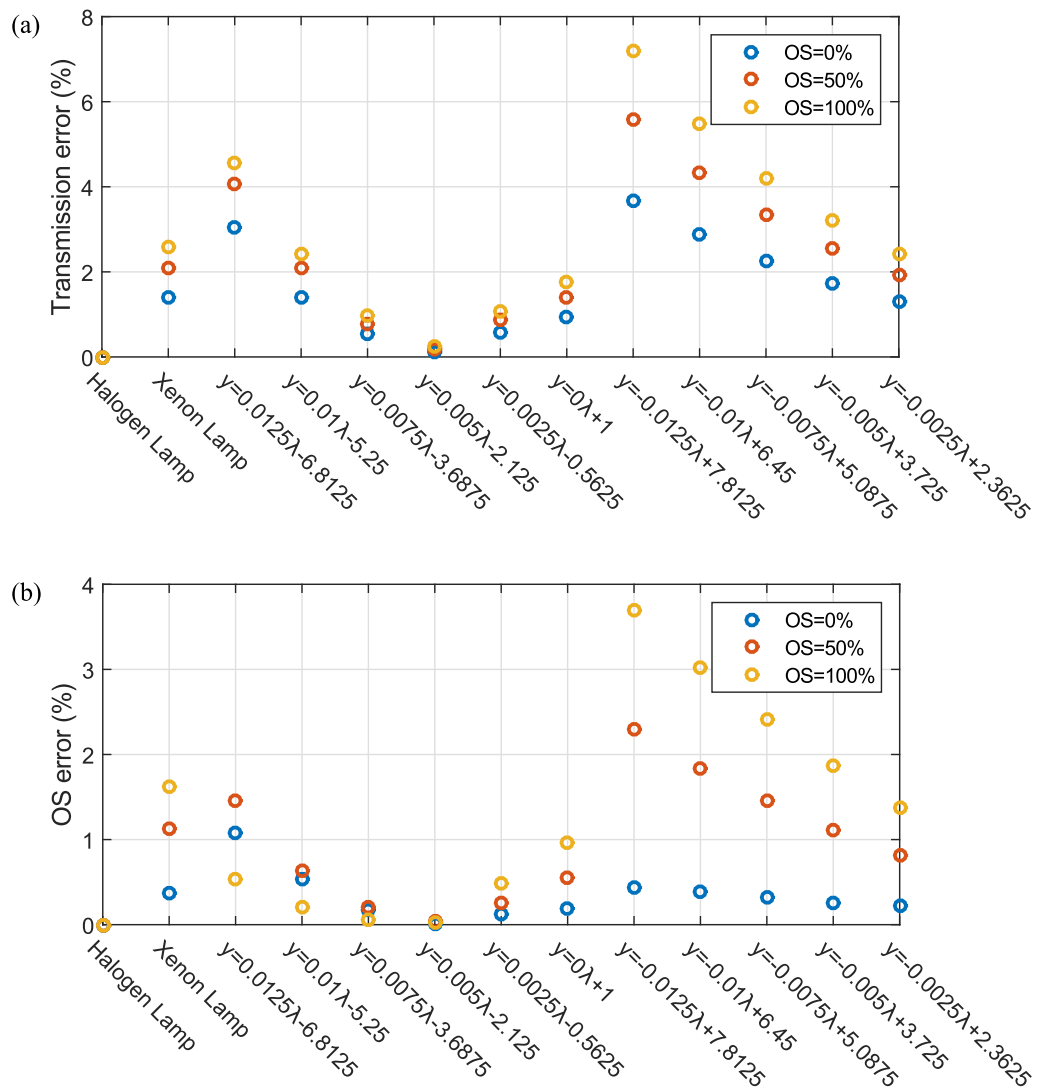 (a)
Transmission error (%)
8
6
4
2
0
OS=0%
OS=50%
OS=100%
Halogen Lamp
Xenon Lamp
y=0.0125λ-6.8125
y=0.01λ-5.25
y=0.0075λ-3.6875
y=0.005λ-2.125
y=0.0025λ-0.5625
y=0λ+1
y=-0.0125λ+7.8125
y=-0.01λ+6.45
y=-0.0075λ+5.0875
y=-0.005λ+3.725
y=-0.0025λ+2.3625
(b)
OS error (%)
4
3
2
1
0
OS=0%
OS=50%
OS=100%
Halogen Lamp
Xenon Lamp
y=0.0125λ-6.8125
y=0.01λ-5.25
y=0.0075λ-3.6875
y=0.005λ-2.125
y=0.0025λ-0.5625
y=0λ+1
y=-0.0125λ+7.8125
y=-0.01λ+6.45
y=-0.0075λ+5.0875
y=-0.005λ+3.725
y=-0.0025λ+2.3625